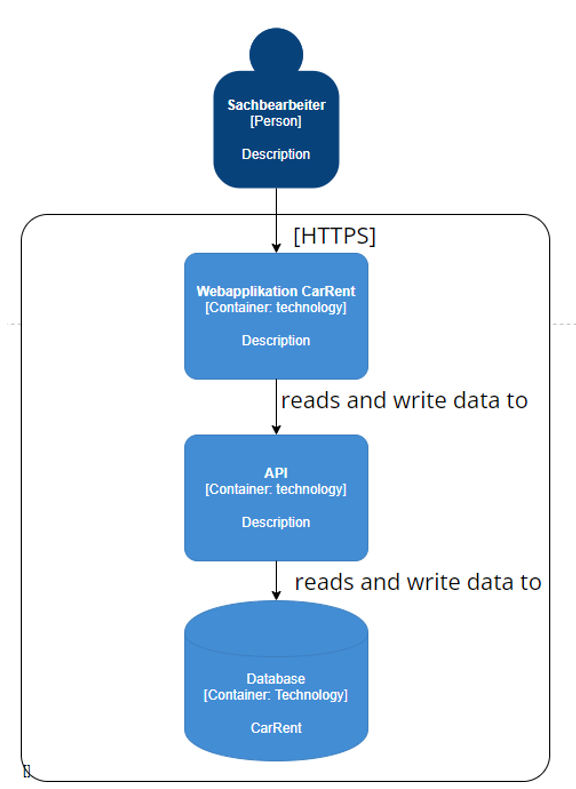 Sachbearbeiter
[Person]
Description
[HTTPS]
Webapplikation CarRent
[Container: technology]
Description
reads and write data to
API
[Container: technology]
Description
reads and write data to
Database
[Container: Technology]
CarRent
[]